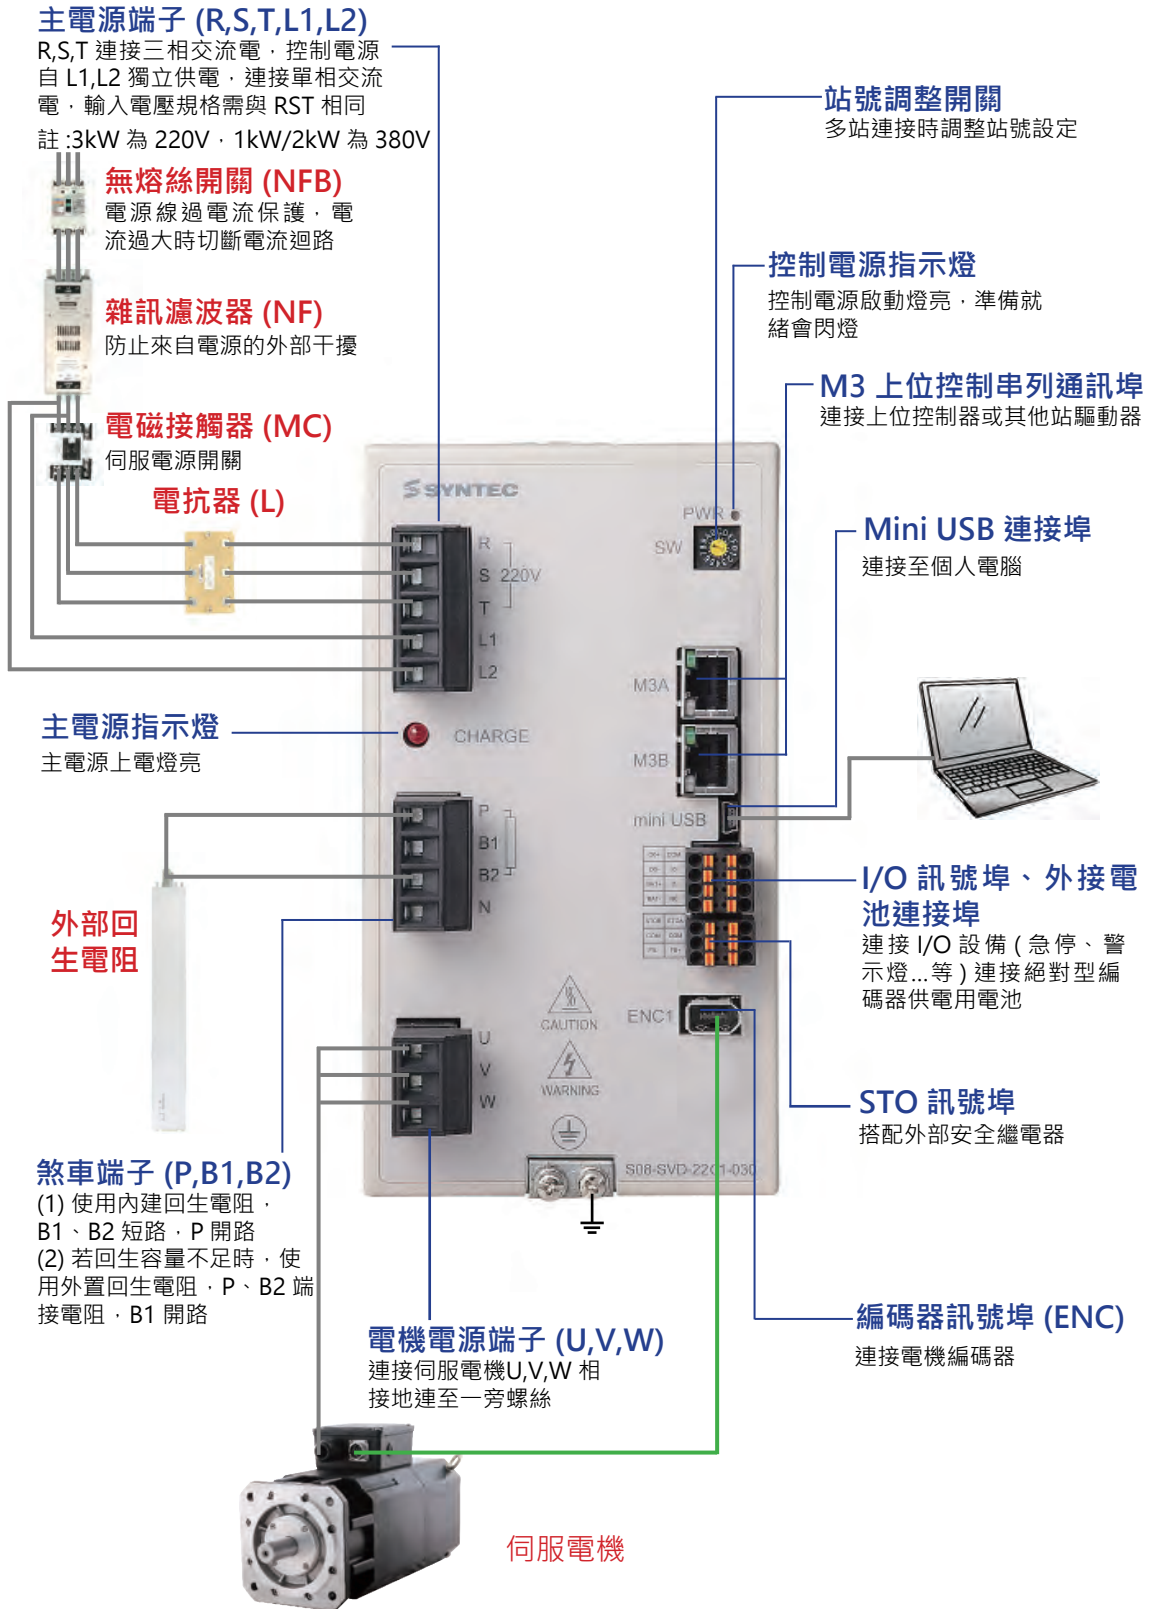 主電源端子 (R,S,T,L1,L2)
R,S,T 連接三相交流電，控制電源
自 L1,L2 獨立供電，連接單相交流
電，輸入電壓規格需與 RST 相同
註 :3kW 為 220V，1kW/2kW 為 380V
無熔絲開關 (NFB)
電源線過電流保護，電
流過大時切斷電流迴路
雜訊濾波器 (NF)
防止來自電源的外部干擾
電磁接觸器 (MC)
伺服電源開關
電抗器 (L)
站號調整開關
多站連接時調整站號設定
控制電源指示燈
控制電源啟動燈亮，準備就
緒會閃燈
M3 上位控制串列通訊埠
連接上位控制器或其他站驅動器
Mini USB 連接埠
連接至個人電腦
SYNTEC
PWR
SW
R
S 220V
T
L1
L2
M3A
M3B
主電源指示燈
主電源上電燈亮
CHARGE
mini USB
P
B1
B2
N
外部回
生電阻
I/O 訊號埠、外接電
池連接埠
連接 I/O 設備 ( 急停、警
示燈...等 ) 連接絕對型編
碼器供電用電池
CAUTION
ENC1
U
V
W
WARNING
STO 訊號埠
搭配外部安全繼電器
S08-SVD-22C1-030
煞車端子 (P,B1,B2)
(1) 使用內建回生電阻，
B1、B2 短路，P 開路
(2) 若回生容量不足時，使
用外置回生電阻，P、B2 端
接電阻，B1 開路
電機電源端子 (U,V,W)
連接伺服電機U,V,W 相
接地連至一旁螺絲
編碼器訊號埠 (ENC)
連接電機編碼器
伺服電機